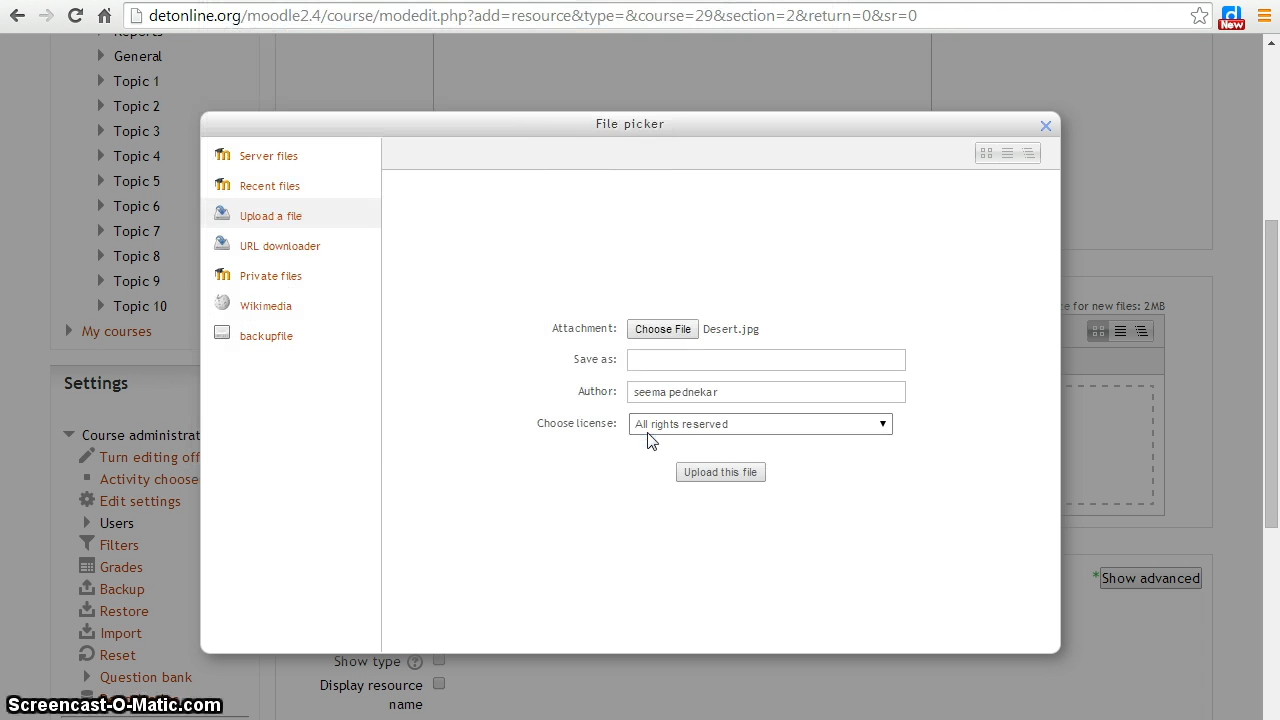 detonline.org/moodle2.4/course/modedit.php?add=resource&type=&course=29&section=2&return=0&sr=0
New
Reports
General
Topic 1
Topic 2
Topic 3
Topic 4
Topic 5
Topic 6
Topic 7
Topic 8
Topic 9
Topic 10
My courses
Settings
Course administra
Turn editing off
Activity choose
Edit settings
Users
Filters
Grades
Backup
Restore
Import
Reset
Question bank
File picker
Server files
Recent files
Upload a file
URL downloader
Private files
Wikimedia
backupfile
Attachment: Choose File Desert.jpg
Save as:
Author: seema pednekar
Choose license: All rights reserved
Upload this file
for new files: 2MB
* Show advanced
Show type
Display resource
name
Screencast-O-Matic.com